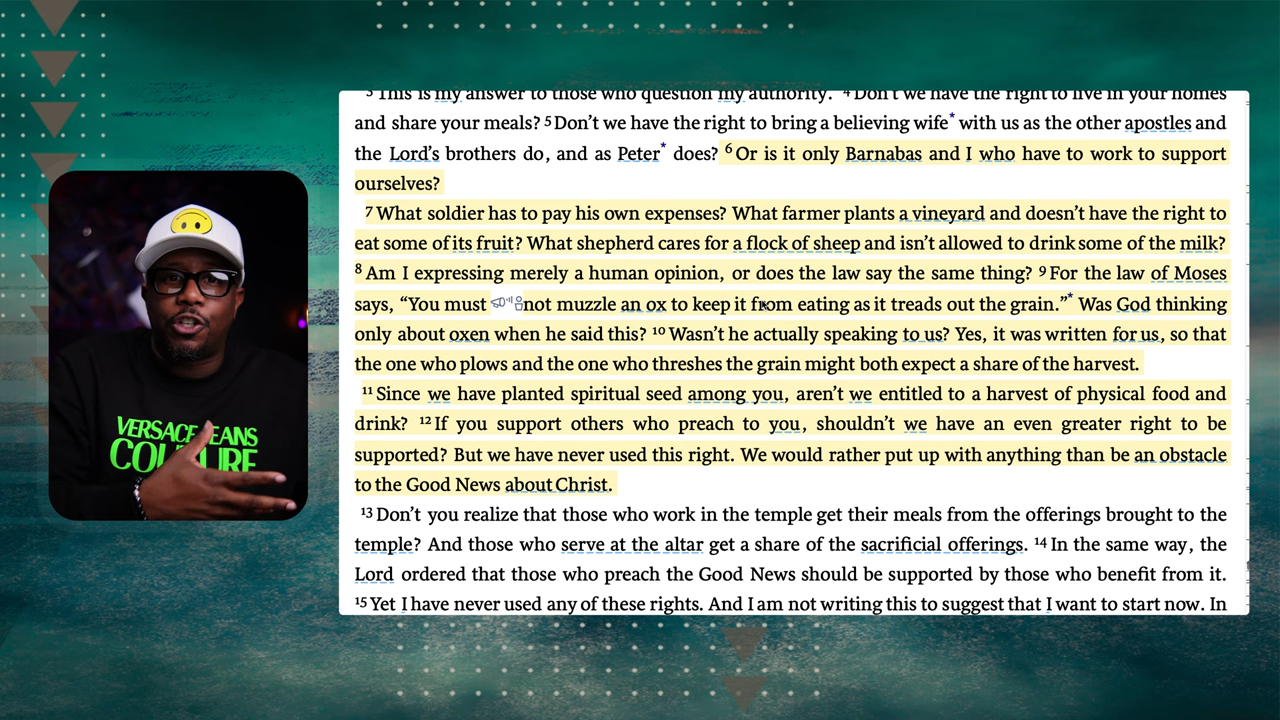 VERSACE JEANS
COUTURE
3 This is my answer to those who question my authority. 4 Don't we have the right to live in your homes
and share your meals? 5 Don't we have the right to bring a believing wife* with us as the other apostles and
the Lord's brothers do, and as Peter* does? 6 Or is it only Barnabas and I who have to work to support
ourselves?
7 What soldier has to pay his own expenses? What farmer plants a vineyard and doesn't have the right to
eat some of its fruit? What shepherd cares for a flock of sheep and isn't allowed to drink some of the milk?
8 Am I expressing merely a human opinion, or does the law say the same thing? 9 For the law of Moses
says, “You must not muzzle an ox to keep it from eating as it treads out the grain.”* Was God thinking
only about oxen when he said this? 10 Wasn't he actually speaking to us? Yes, it was written for us, so that
the one who plows and the one who threshes the grain might both expect a share of the harvest.
11 Since we have planted spiritual seed among you, aren't we entitled to a harvest of physical food and
drink? 12 If you support others who preach to you, shouldn't we have an even greater right to be
supported? But we have never used this right. We would rather put up with anything than be an obstacle
to the Good News about Christ.
13 Don't you realize that those who work in the temple get their meals from the offerings brought to the
temple? And those who serve at the altar get a share of the sacrificial offerings. 14 In the same way, the
Lord ordered that those who preach the Good News should be supported by those who benefit from it.
15 Yet I have never used any of these rights. And I am not writing this to suggest that I want to start now. In